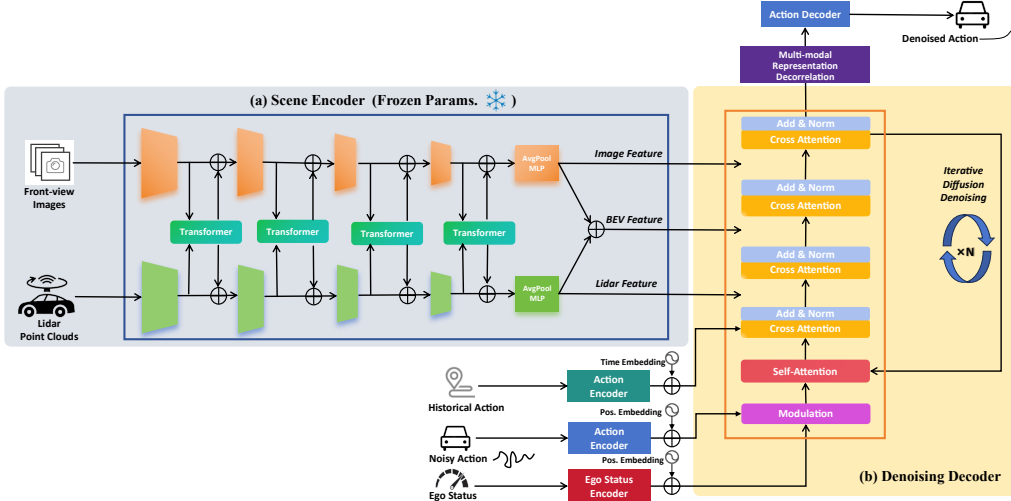 Action Decoder
Denoised Action
Multi-modal
Representation
Decorrelation
(a) Scene Encoder (Frozen Params. )
Front-view
Images
AvgPool
MLP
Transformer
Transformer
Transformer
Transformer
AvgPool
MLP
Lidar
Point Clouds
Image Feature
BEV Feature
Lidar Feature
Add & Norm
Cross Attention
Add & Norm
Cross Attention
Add & Norm
Cross Attention
Add & Norm
Cross Attention
Self-Attention
Modulation
Iterative
Diffusion
Denoising
×N
Time Embedding
Historical Action
Action
Encoder
Pos. Embedding
Noisy Action
Action
Encoder
Pos. Embedding
Ego Status
Ego Status
Encoder
(b) Denoising Decoder